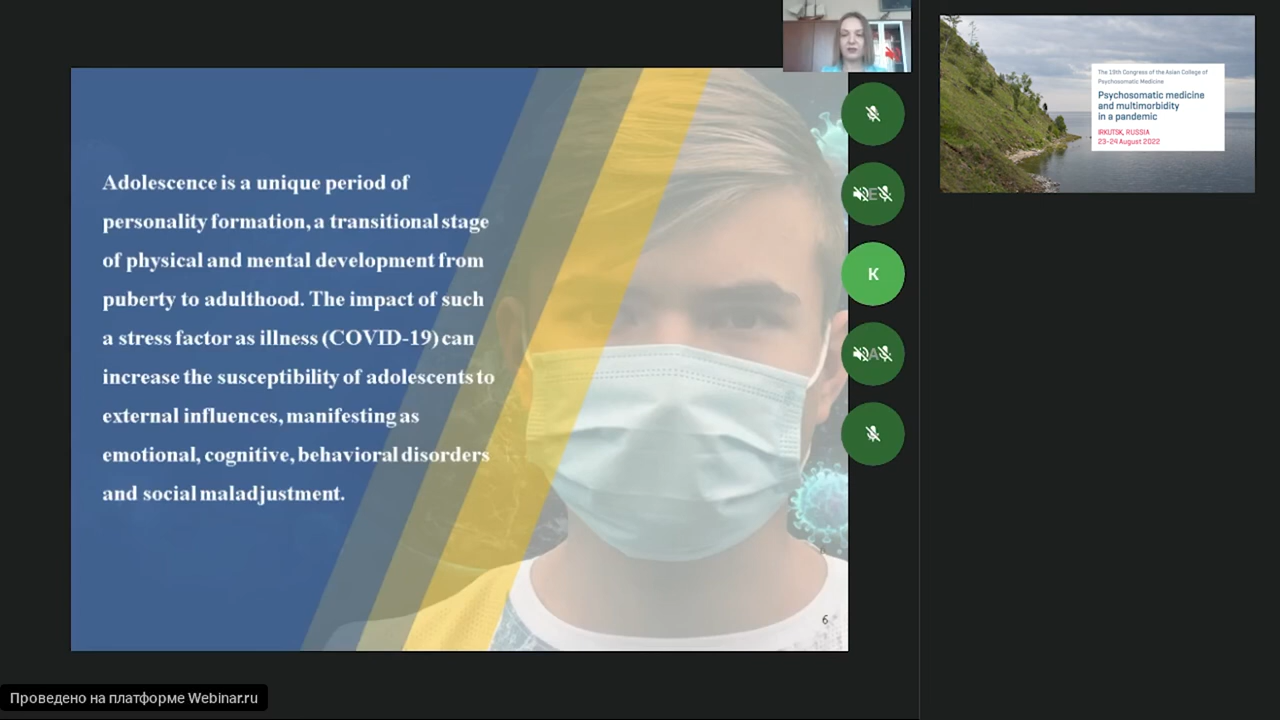 Adolescence is a unique period of
personality formation, a transitional stage
of physical and mental development from
puberty to adulthood. The impact of such
a stress factor as illness (COVID-19) can
increase the susceptibility of adolescents to
external influences, manifesting as
emotional, cognitive, behavioral disorders
and social maladjustment.
6
E
K
A
The 19th Congress of the Asian College of
Psychosomatic Medicine
Psychosomatic medicine
and multimorbidity
in a pandemic
IRKUTSK, RUSSIA
23-24 August 2022
Проведено на платформе Webinar.ru